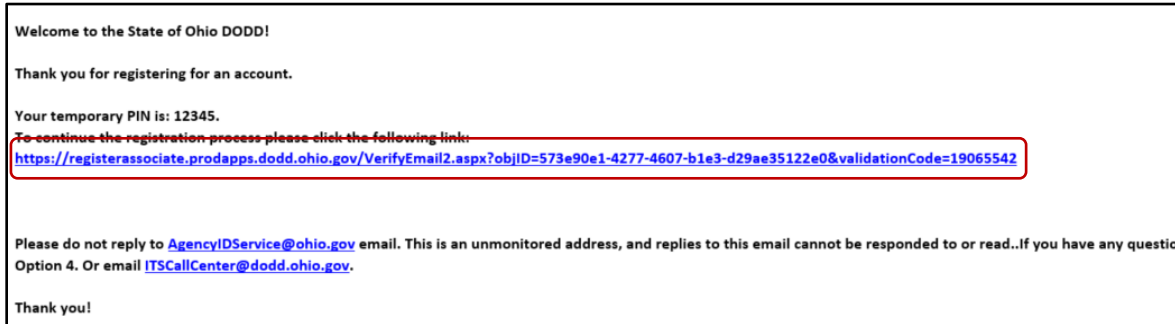 Welcome to the State of Ohio DODD!
Thank you for registering for an account.
Your temporary PIN is: 12345.
To continue the registration process please click the following link:
https://registerassociate.prodapps.dodd.ohio.gov/VerifyEmail2.aspx?objID=573e90e1-4277-4607-b1e3-d29ae35122e0&validationCode=19065542
Please do not reply to AgencyIDService@ohio.gov email. This is an unmonitored address, and replies to this email cannot be responded to or read..If you have any questio
Option 4. Or email ITSCallCenter@dodd.ohio.gov.
Thank you!